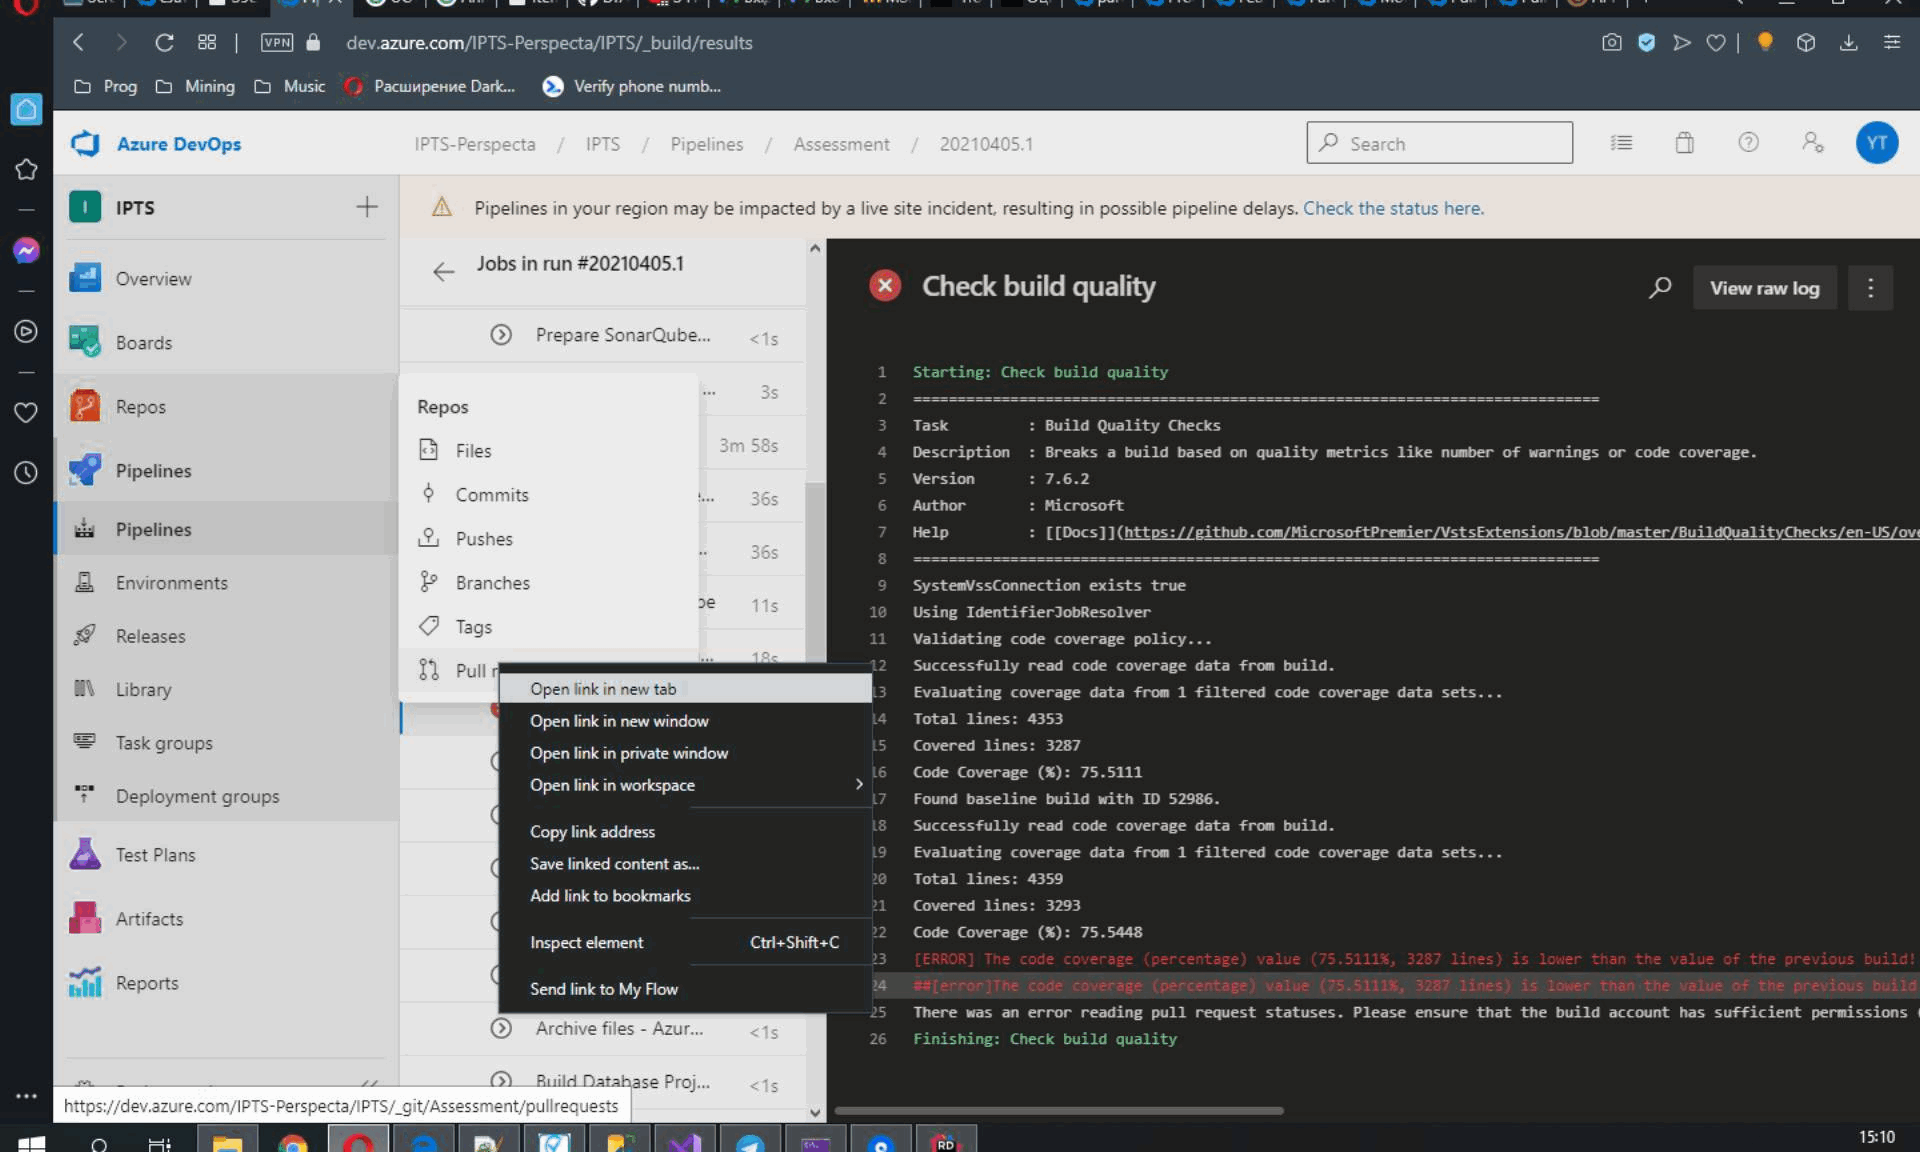 VPN
dev.azure.com/IPTS-Perspecta/IPTS/_build/results
Prog
Mining
Music
Расширение Dark...
Verify phone numb...
Azure DevOps
IPTS-Perspecta / IPTS / Pipelines / Assessment / 20210405.1
Search
YT
I
IPTS
Overview
Boards
Repos
Pipelines
Pipelines
Environments
Releases
Library
Task groups
Deployment groups
Test Plans
Artifacts
Reports
https://dev.azure.com/IPTS-Perspecta/IPTS/_git/Assessment/pullrequests
Pipelines in your region may be impacted by a live site incident, resulting in possible pipeline delays. Check the status here.
Jobs in run #20210405.1
Prepare SonarQube... <1s
... 3s
3m 58s
... 36s
36s
11s
... 18s
Archive files - Azur... <1s
Build Database Proj... <1s
Repos
Files
Commits
Pushes
Branches
Tags
Pull r
Open link in new tab
Open link in new window
Open link in private window
Open link in workspace
Copy link address
Save linked content as...
Add link to bookmarks
Inspect element Ctrl+Shift+C
Send link to My Flow
Check build quality
View raw log
1 Starting: Check build quality
2 ==============================================================================
3 Task : Build Quality Checks
4 Description : Breaks a build based on quality metrics like number of warnings or code coverage.
5 Version : 7.6.2
6 Author : Microsoft
7 Help : [[Docs]](https://github.com/MicrosoftPremier/VstsExtensions/blob/master/BuildQualityChecks/en-US/ove
8 ==============================================================================
9 SystemVssConnection exists true
10 Using IdentifierJobResolver
11 Validating code coverage policy...
12 Successfully read code coverage data from build.
13 Evaluating coverage data from 1 filtered code coverage data sets...
14 Total lines: 4353
15 Covered lines: 3287
16 Code Coverage (%): 75.5111
17 Found baseline build with ID 52986.
18 Successfully read code coverage data from build.
19 Evaluating coverage data from 1 filtered code coverage data sets...
20 Total lines: 4359
21 Covered lines: 3293
22 Code Coverage (%): 75.5448
23 [ERROR] The code coverage (percentage) value (75.5111%, 3287 lines) is lower than the value of the previous build!
24 ##[error]The code coverage (percentage) value (75.5111%, 3287 lines) is lower than the value of the previous build
25 There was an error reading pull request statuses. Please ensure that the build account has sufficient permissions
26 Finishing: Check build quality
RD
15:10